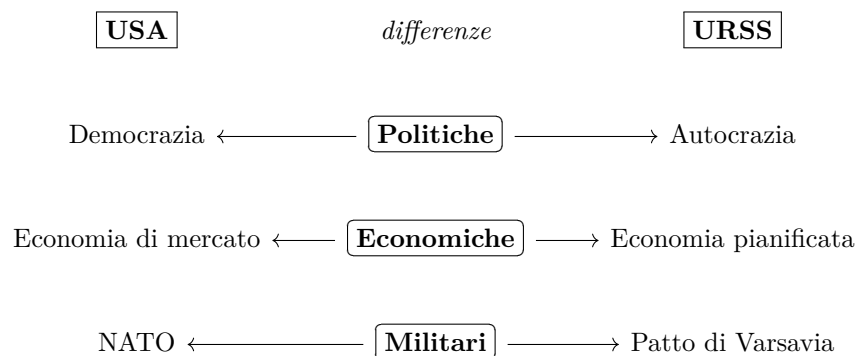 USA differenze URSS
Democrazia Politiche Autocrazia
Economia di mercato Economiche Economia pianificata
NATO Militari Patto di Varsavia